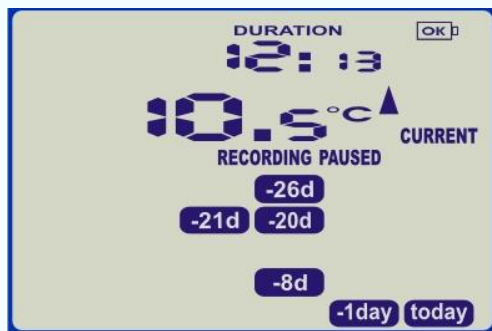 DURATION OK
12:13
10.5°C
CURRENT
RECORDING PAUSED
-26d
-21d -20d
-8d
-1day today